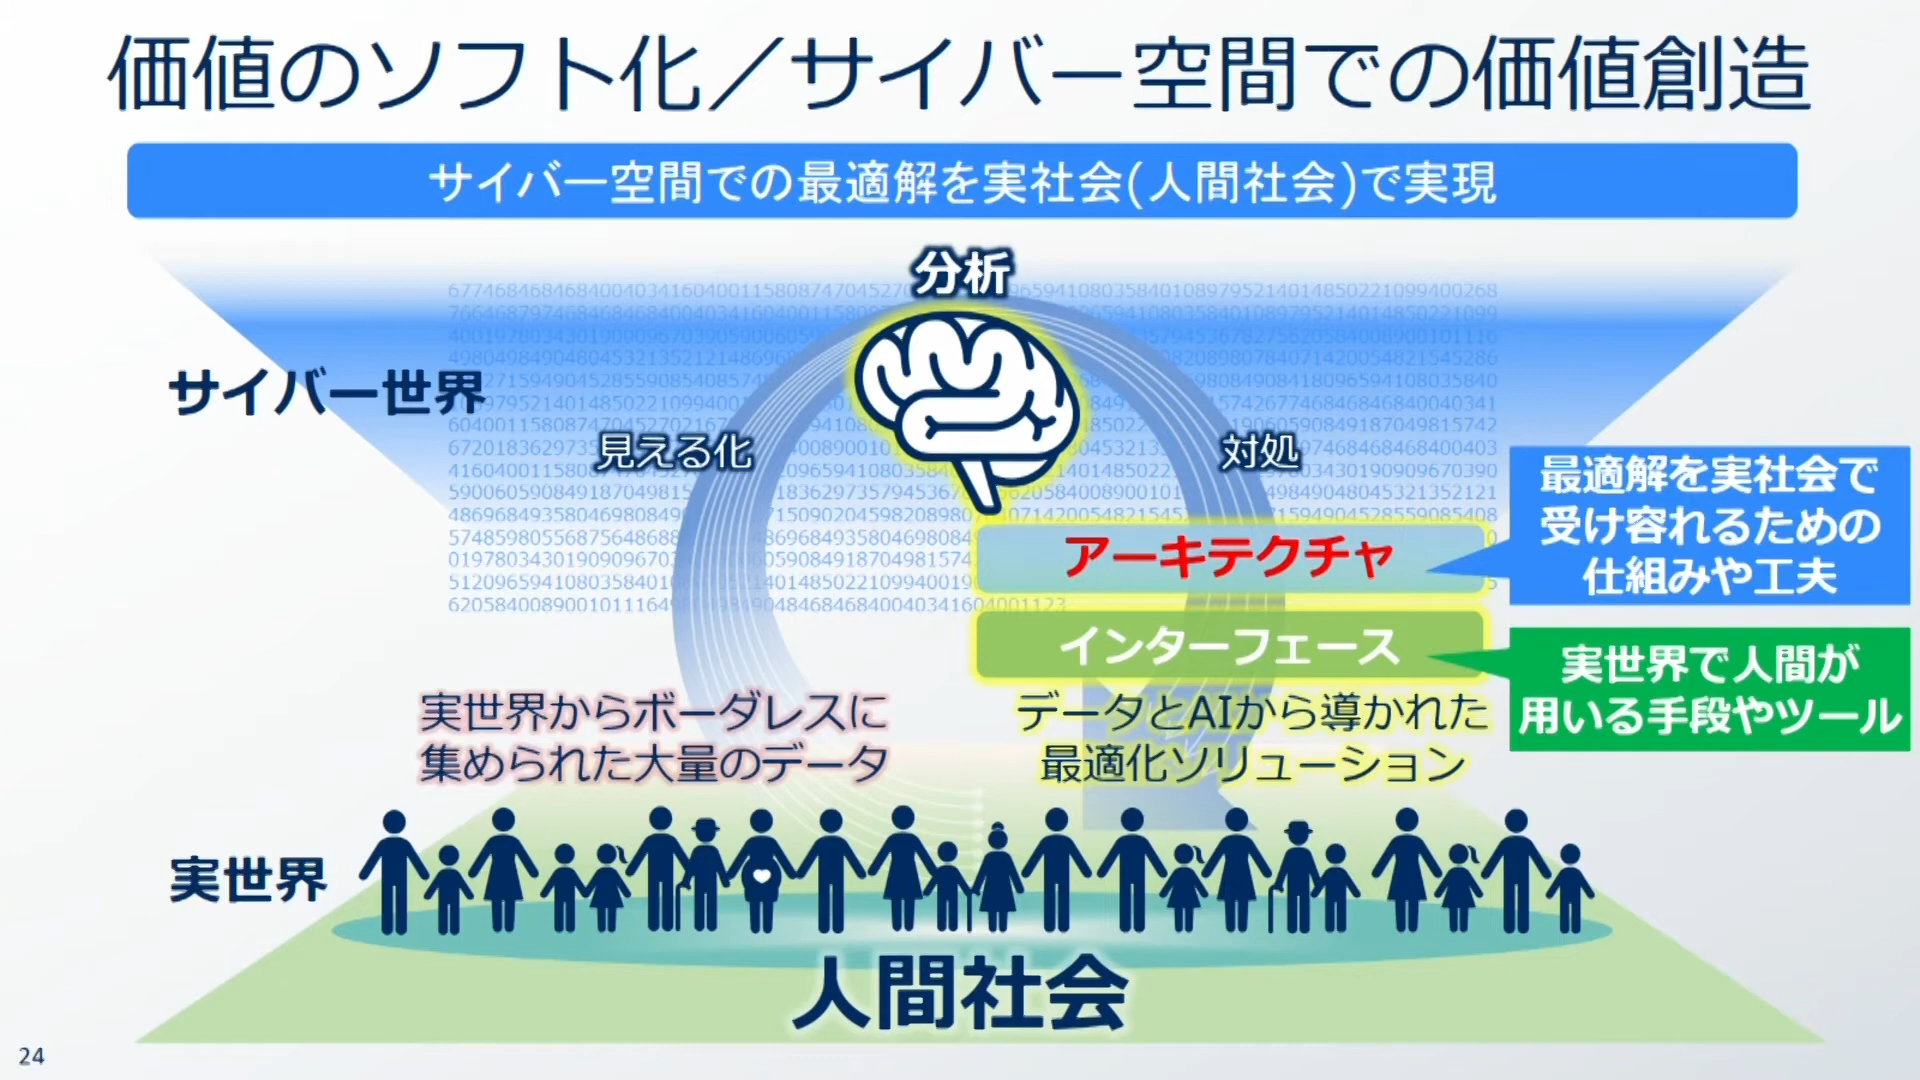 価値のソフト化／サイバー空間での価値創造
サイバー空間での最適解を実社会(人間社会)で実現
分析
サイバー世界
見える化
対処
アーキテクチャ
最適解を実社会で
受け容れるための
仕組みや工夫
インターフェース
実世界で人間が
用いる手段やツール
実世界からボーダレスに
集められた大量のデータ
データとAIから導かれた
最適化ソリューション
実世界
人間社会
24